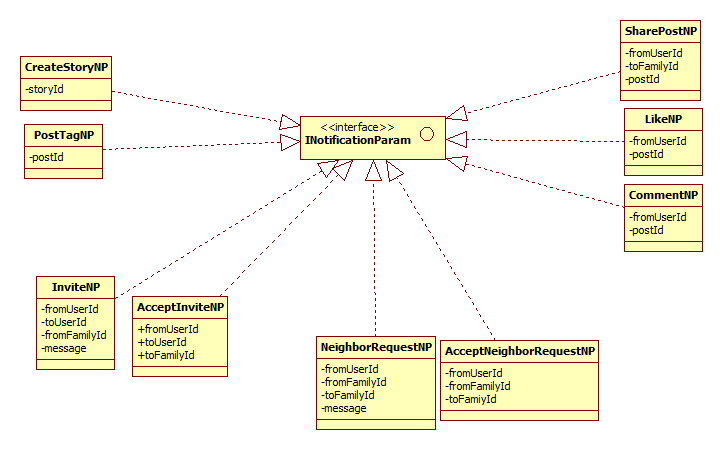 CreateStoryNP
-storyId
PostTagNP
-postId
<<interface>>
INotificationParam
SharePostNP
-fromUserId
-toFamilyId
-postId
LikeNP
-fromUserId
-postId
CommentNP
-fromUserId
-postId
InviteNP
-fromUserId
-toUserId
-fromFamilyId
-message
AcceptInviteNP
+fromUserId
+toUserId
+toFamilyId
NeighborRequestNP
-fromUserId
-fromFamilyId
-toFamilyId
-message
AcceptNeighborRequestNP
-fromUserId
-fromFamilyId
-toFamiyId